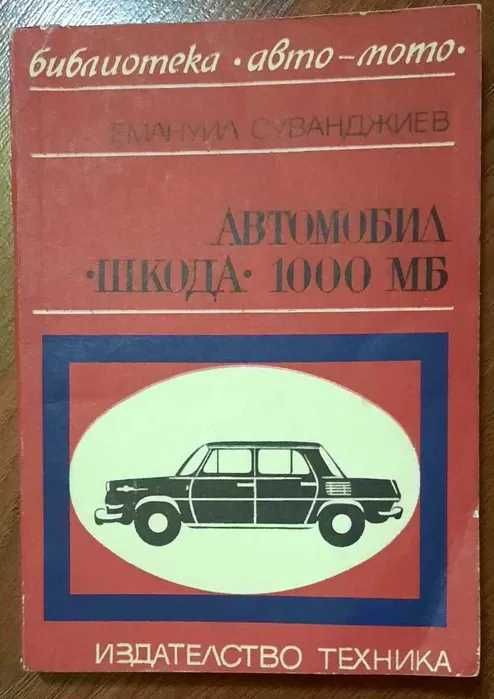 библиотека • авто-мото •
ЕМАНУИЛ СУВАНДЖИЕВ
АВТОМОБИЛ
•ШКОДА• 1000 МБ
ИЗДАТЕЛСТВО ТЕХНИКА